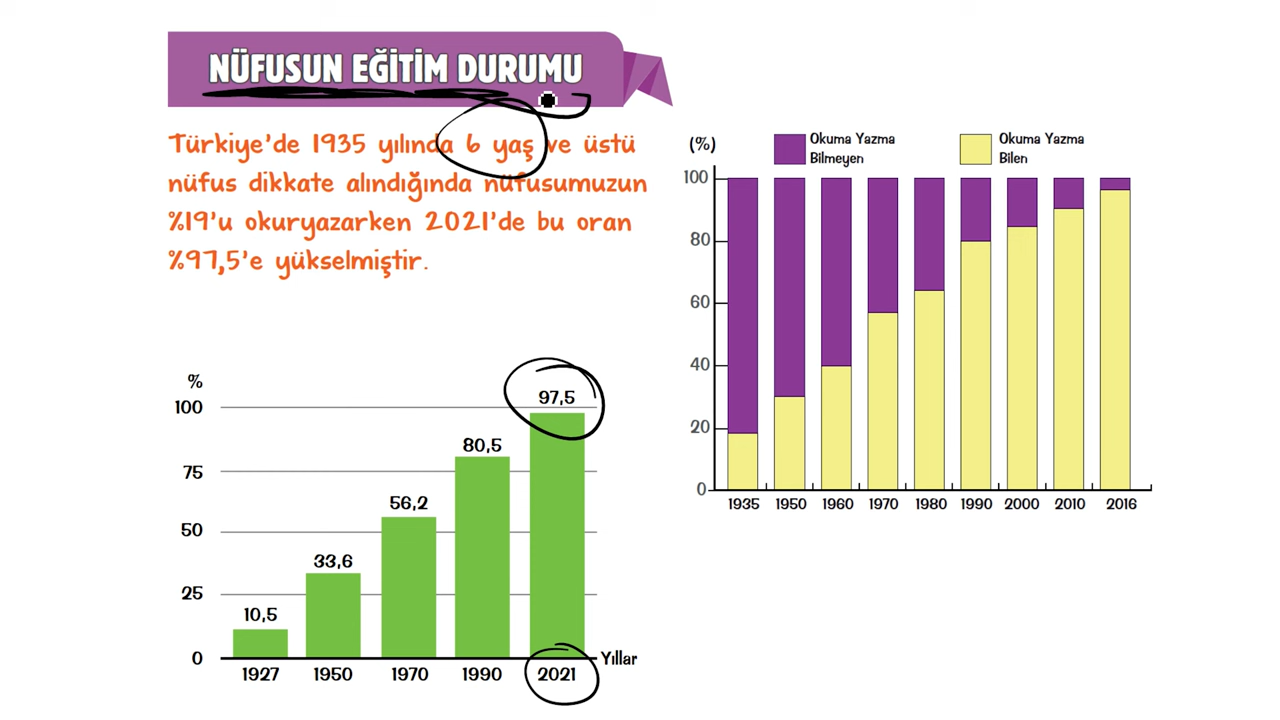 NÜFUSUN EĞİTİM DURUMU
Türkiye'de 1935 yılında 6 yaş ve üstü
nüfus dikkate alındığında nüfusumuzun
%19'u okuryazarken 2021'de bu oran
%97,5'e yükselmiştir.
(%)
Okuma Yazma
Bilmeyen
Okuma Yazma
Bilen
100
80
60
40
20
0
1935 1950 1960 1970 1980 1990 2000 2010 2016
%
100
75
50
25
0
10,5
33,6
56,2
80,5
97,5
1927 1950 1970 1990 2021
Yıllar